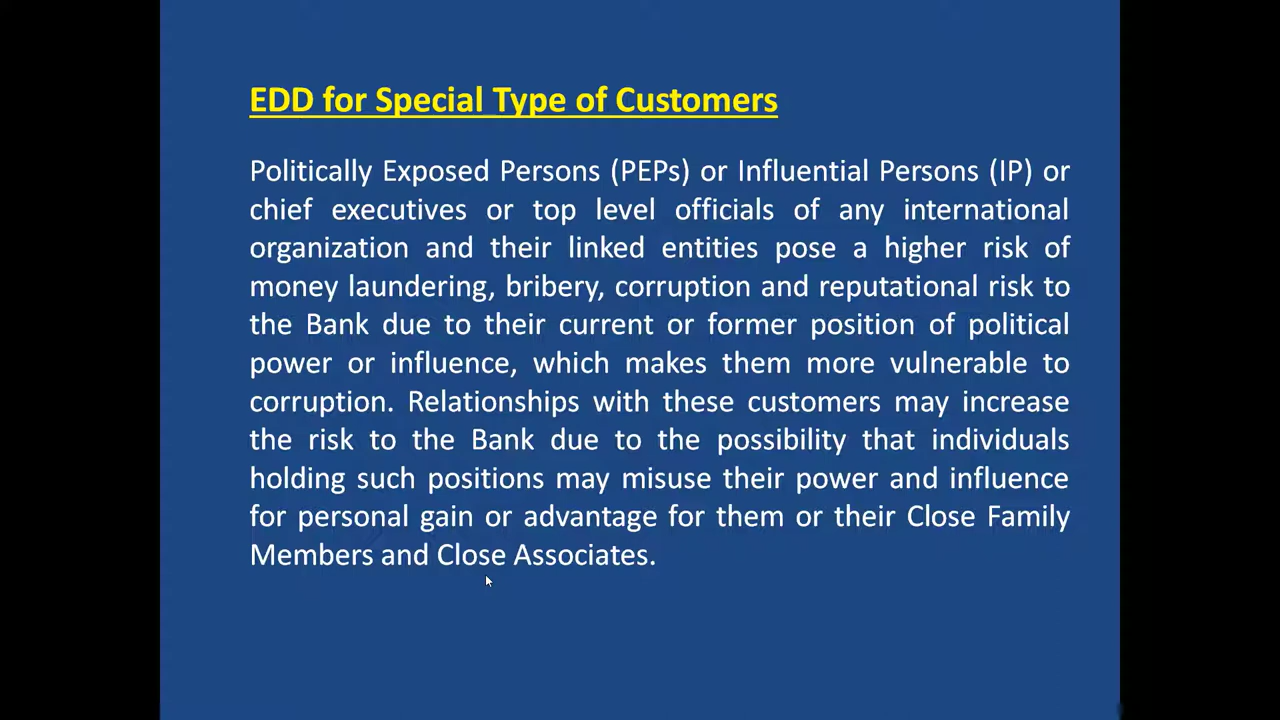 EDD for Special Type of Customers
Politically Exposed Persons (PEPs) or Influential Persons (IP) or
chief executives or top level officials of any international
organization and their linked entities pose a higher risk of
money laundering, bribery, corruption and reputational risk to
the Bank due to their current or former position of political
power or influence, which makes them more vulnerable to
corruption. Relationships with these customers may increase
the risk to the Bank due to the possibility that individuals
holding such positions may misuse their power and influence
for personal gain or advantage for them or their Close Family
Members and Close Associates.